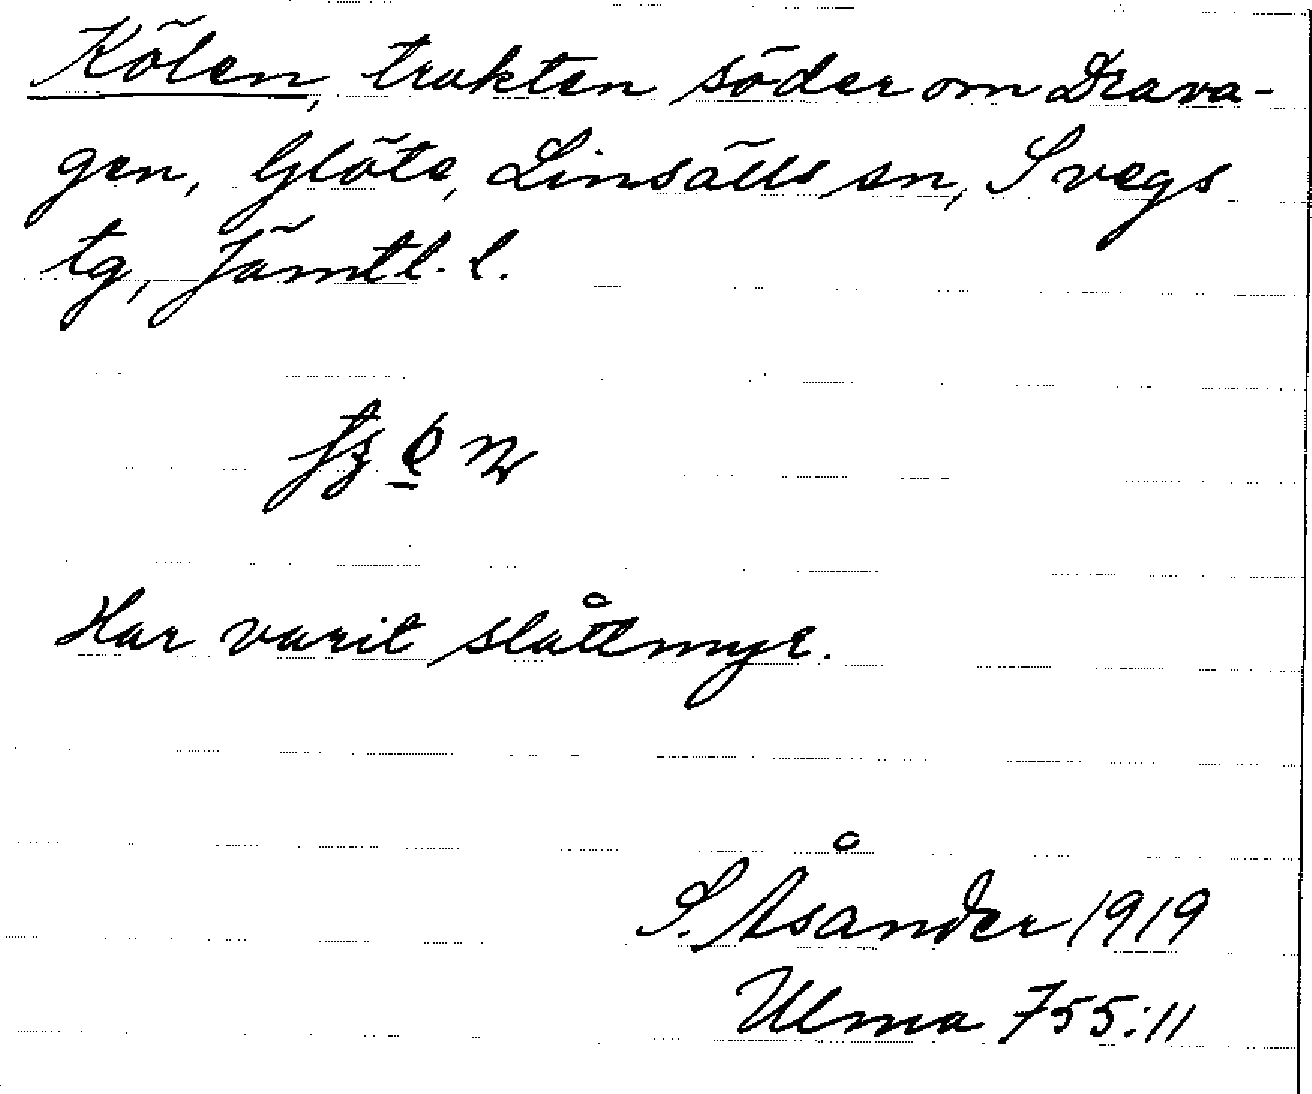 Kölen, trakten söder om Drava-
gen, Glöte, Linsälls sn, Svegs
tg, Jämtl. l.
Har varit slåttmyr.
S. Åsander 1919
Ulma 755:11